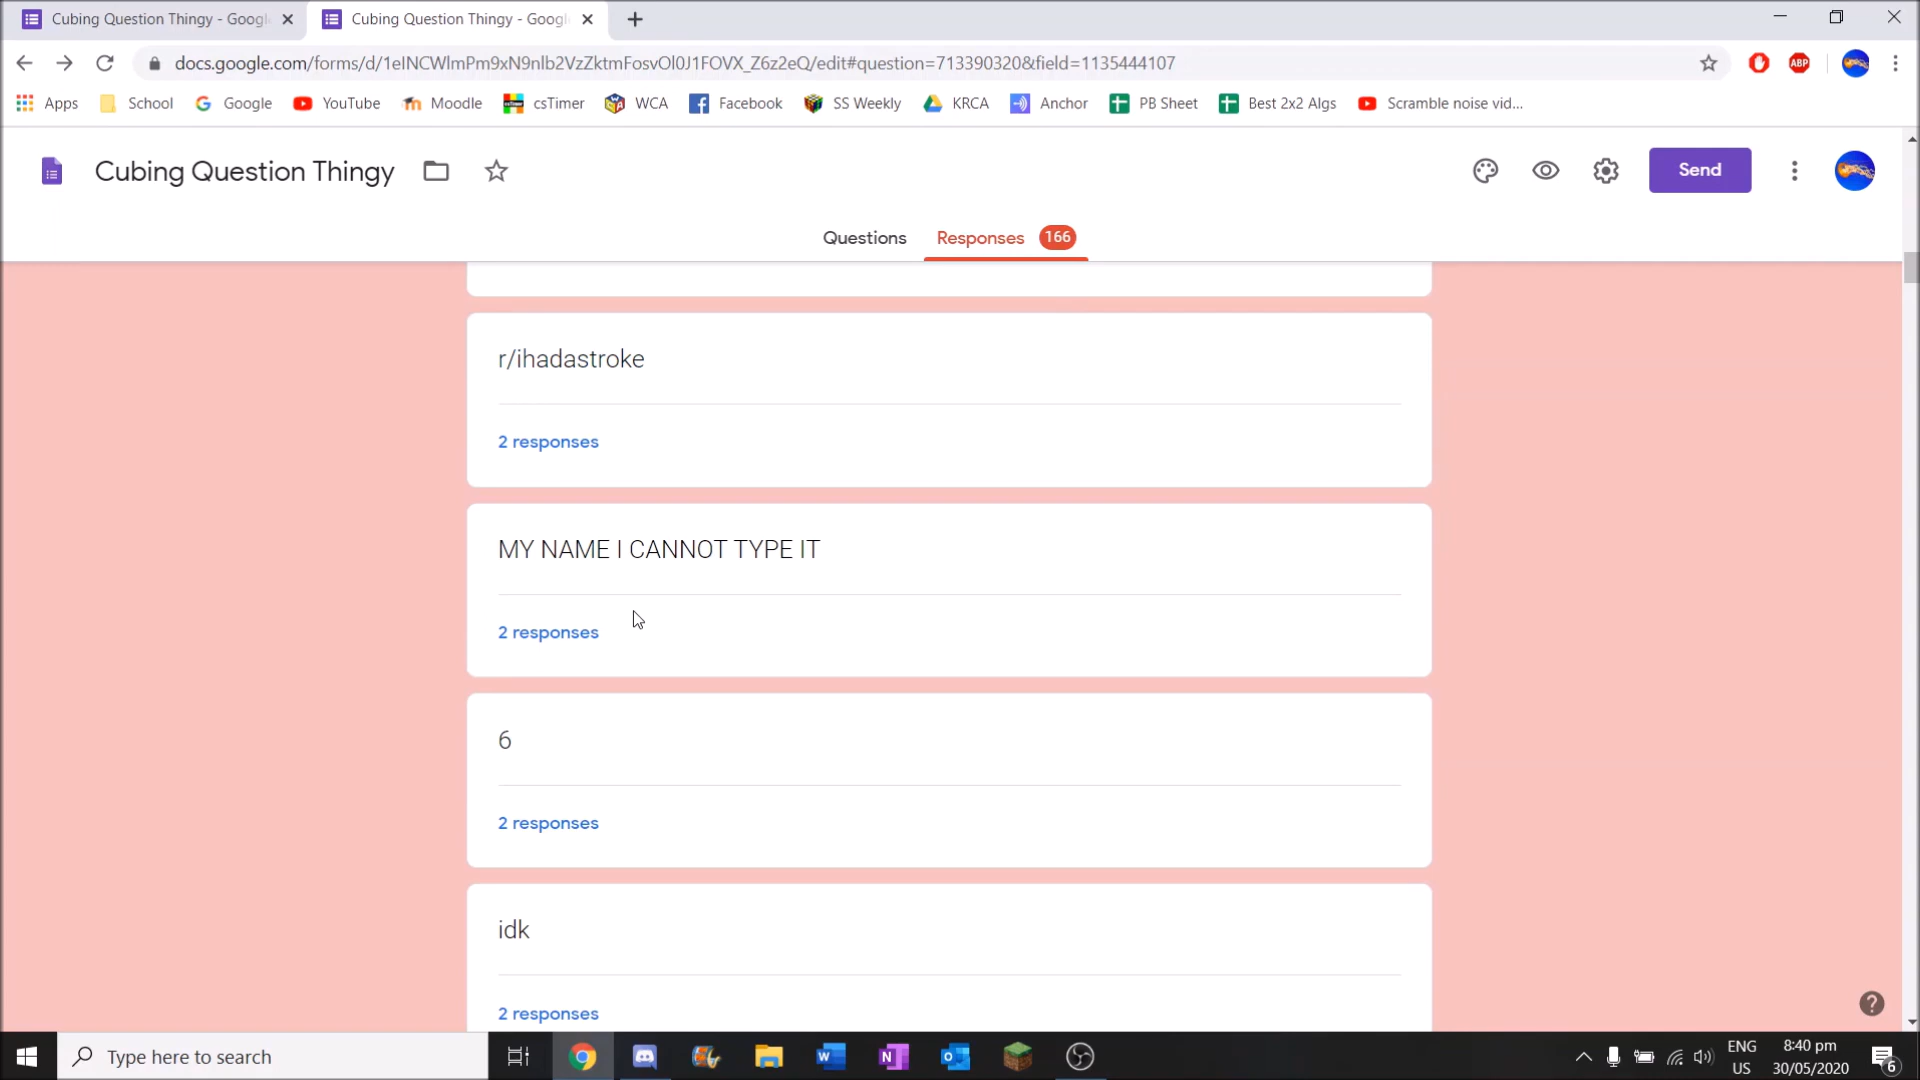 Cubing Question Thingy - Googl
Cubing Question Thingy - Googl
docs.google.com/forms/d/1eINCWlmPm9xN9nlb2VzZktmFosvOl0J1FOVX_Z6z2eQ/edit#question=713390320&field=1135444107
ABP
Apps
School
Google
YouTube
Moodle
csTimer
WCA
Facebook
SS Weekly
KRCA
Anchor
PB Sheet
Best 2x2 Algs
Scramble noise vid...
Cubing Question Thingy
Send
Questions
Responses 166
r/ihadastroke
2 responses
MY NAME I CANNOT TYPE IT
2 responses
6
2 responses
idk
2 responses
Type here to search
ENG
US
8:40 pm
30/05/2020
6